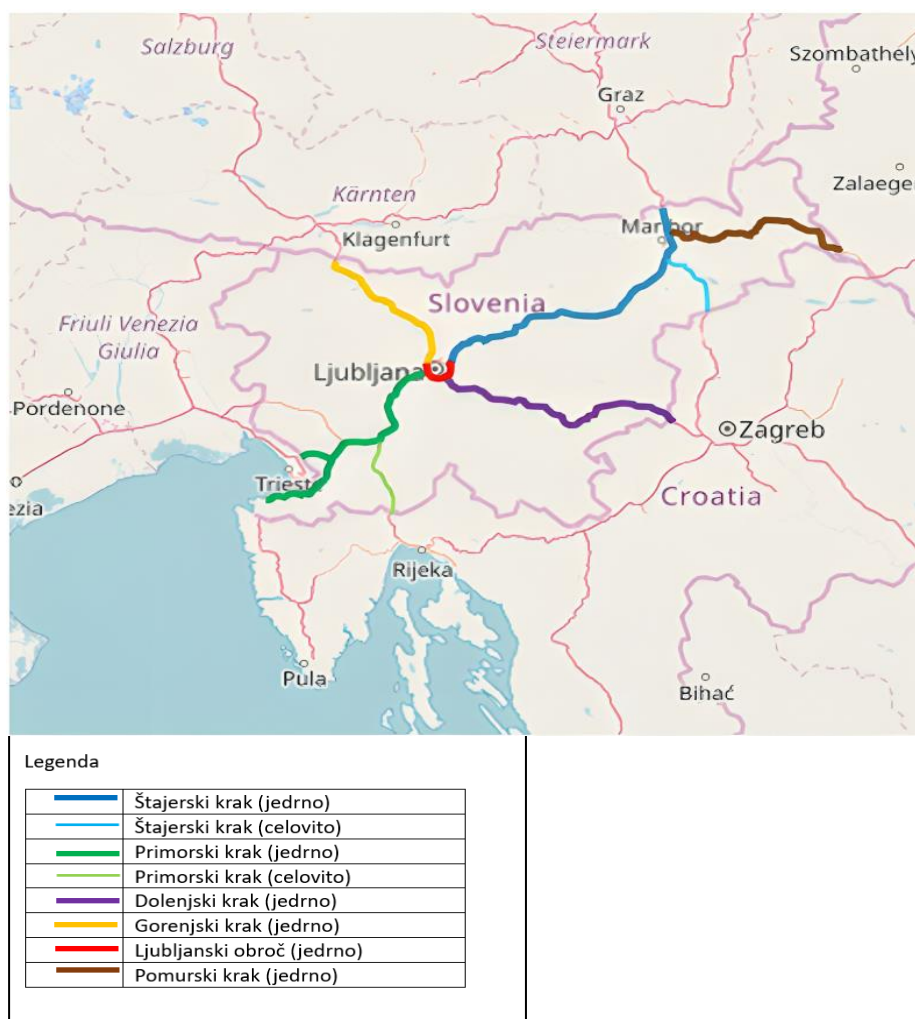 Salzburg
Steiermark
Szombathely
Graz
Zalaeger
Kärnten
Klagenfurt
Maribor
Slovenia
Friuli Venezia
Giulia
Ljubljana
Pordenone
Zagreb
Trieste
ezia
Croatia
Rijeka
Pula
Bihać
Legenda
Štajerski krak (jedrno)
Štajerski krak (celovito)
Primorski krak (jedrno)
Primorski krak (celovito)
Dolenjski krak (jedrno)
Gorenjski krak (jedrno)
Ljubljanski obroč (jedrno)
Pomurski krak (jedrno)